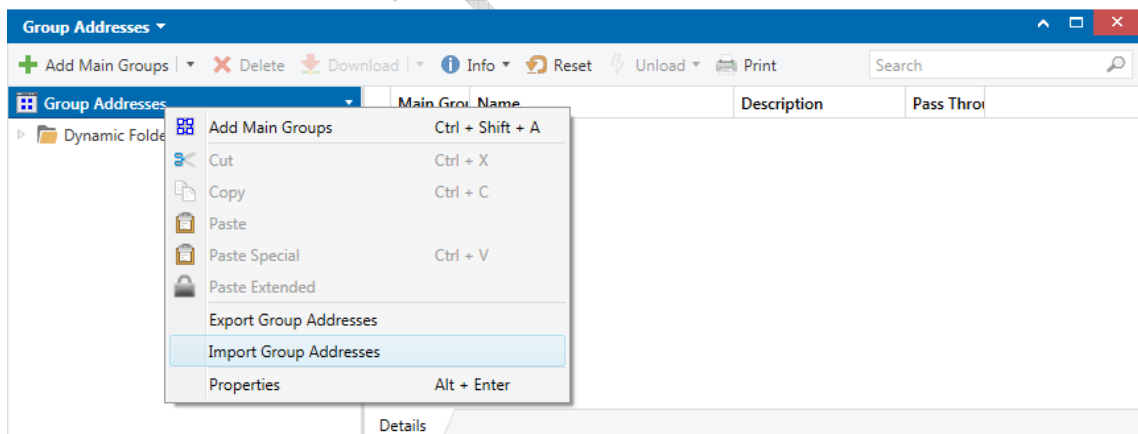 Group Addresses
Add Main Groups Delete Download Info Reset Unload Print Search
Group Addresses Main Grou Name Description Pass Throu
Dynamic Folde
Add Main Groups Ctrl + Shift + A
Cut Ctrl + X
Copy Ctrl + C
Paste
Paste Special Ctrl + V
Paste Extended
Export Group Addresses
Import Group Addresses
Properties Alt + Enter
Details